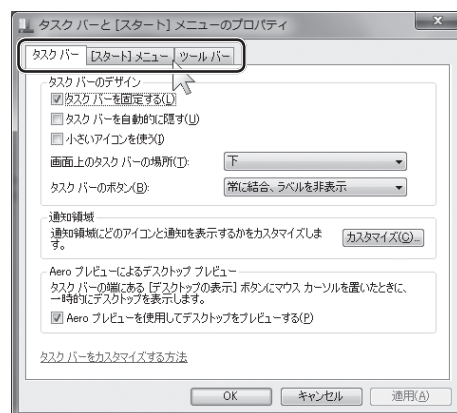 タスク バーと [スタート] メニューのプロパティ
タスク バー [スタート] メニュー ツール バー
タスク バーのデザイン
タスク バーを固定する(L)
タスク バーを自動的に隠す(U)
小さいアイコンを使う(I)
画面上のタスク バーの場所(T): 下
タスク バーのボタン(B): 常に結合、ラベルを非表示
通知領域
通知領域にどのアイコンと通知を表示するかをカスタマイズしま
す。
カスタマイズ(C)...
Aero プレビューによるデスクトップ プレビュー
タスク バーの端にある [デスクトップの表示] ボタンにマウス カーソルを置いたときに、
一時的にデスクトップを表示します。
Aero プレビューを使用してデスクトップをプレビューする(P)
タスク バーをカスタマイズする方法
OK キャンセル 適用(A)